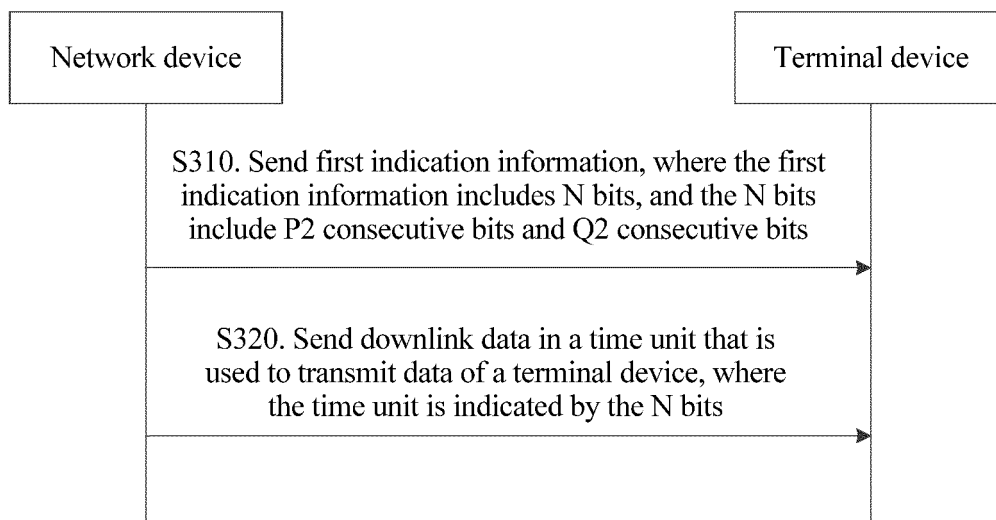 Network device
Terminal device
S310. Send first indication information, where the first
indication information includes N bits, and the N bits
include P2 consecutive bits and Q2 consecutive bits
S320. Send downlink data in a time unit that is
used to transmit data of a terminal device, where
the time unit is indicated by the N bits